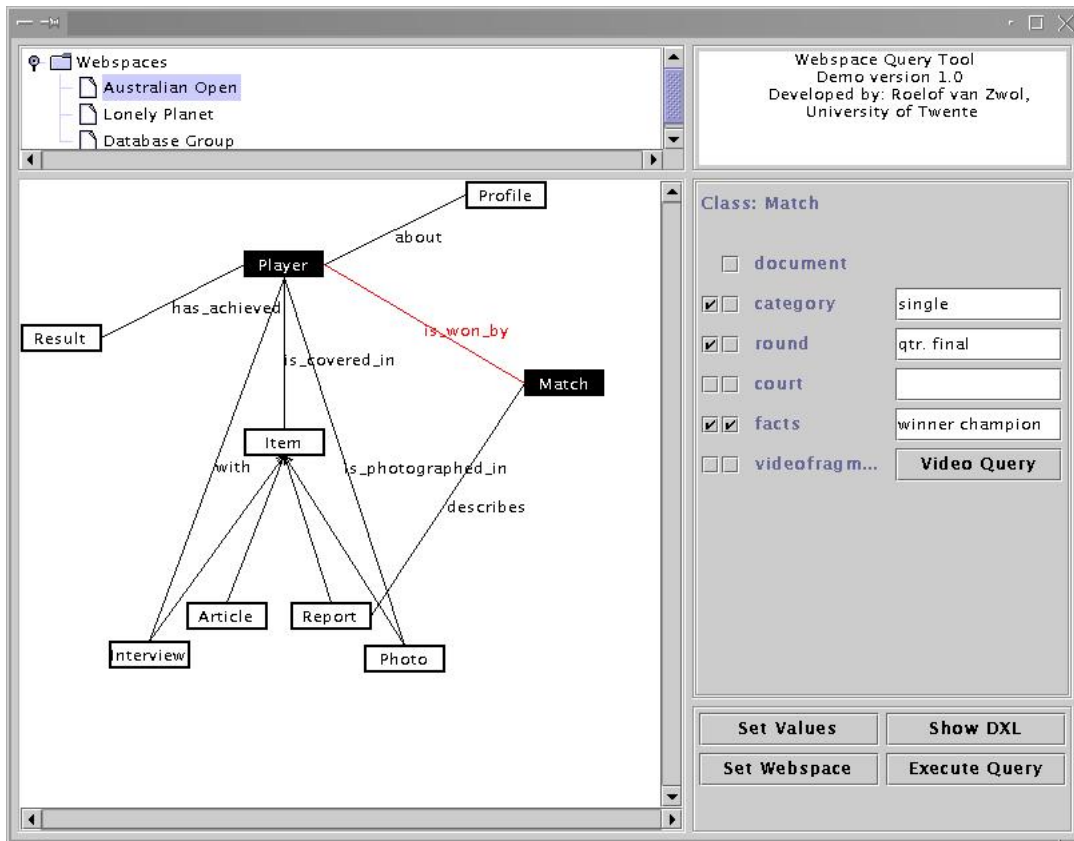 Webspaces
Australian Open
Lonely Planet
Database Group
Webspace Query Tool
Demo version 1.0
Developed by: Roelof van Zwol,
University of Twente
Profile
about
Player
has_achieved
is_won_by
Result
is_covered_in
Match
Item
with
is_photographed_in
describes
Article
Report
Interview
Photo
Class: Match
document
category
single
round
qtr. final
court
facts
winner champion
videofragm...
Video Query
Set Values
Show DXL
Set Webspace
Execute Query